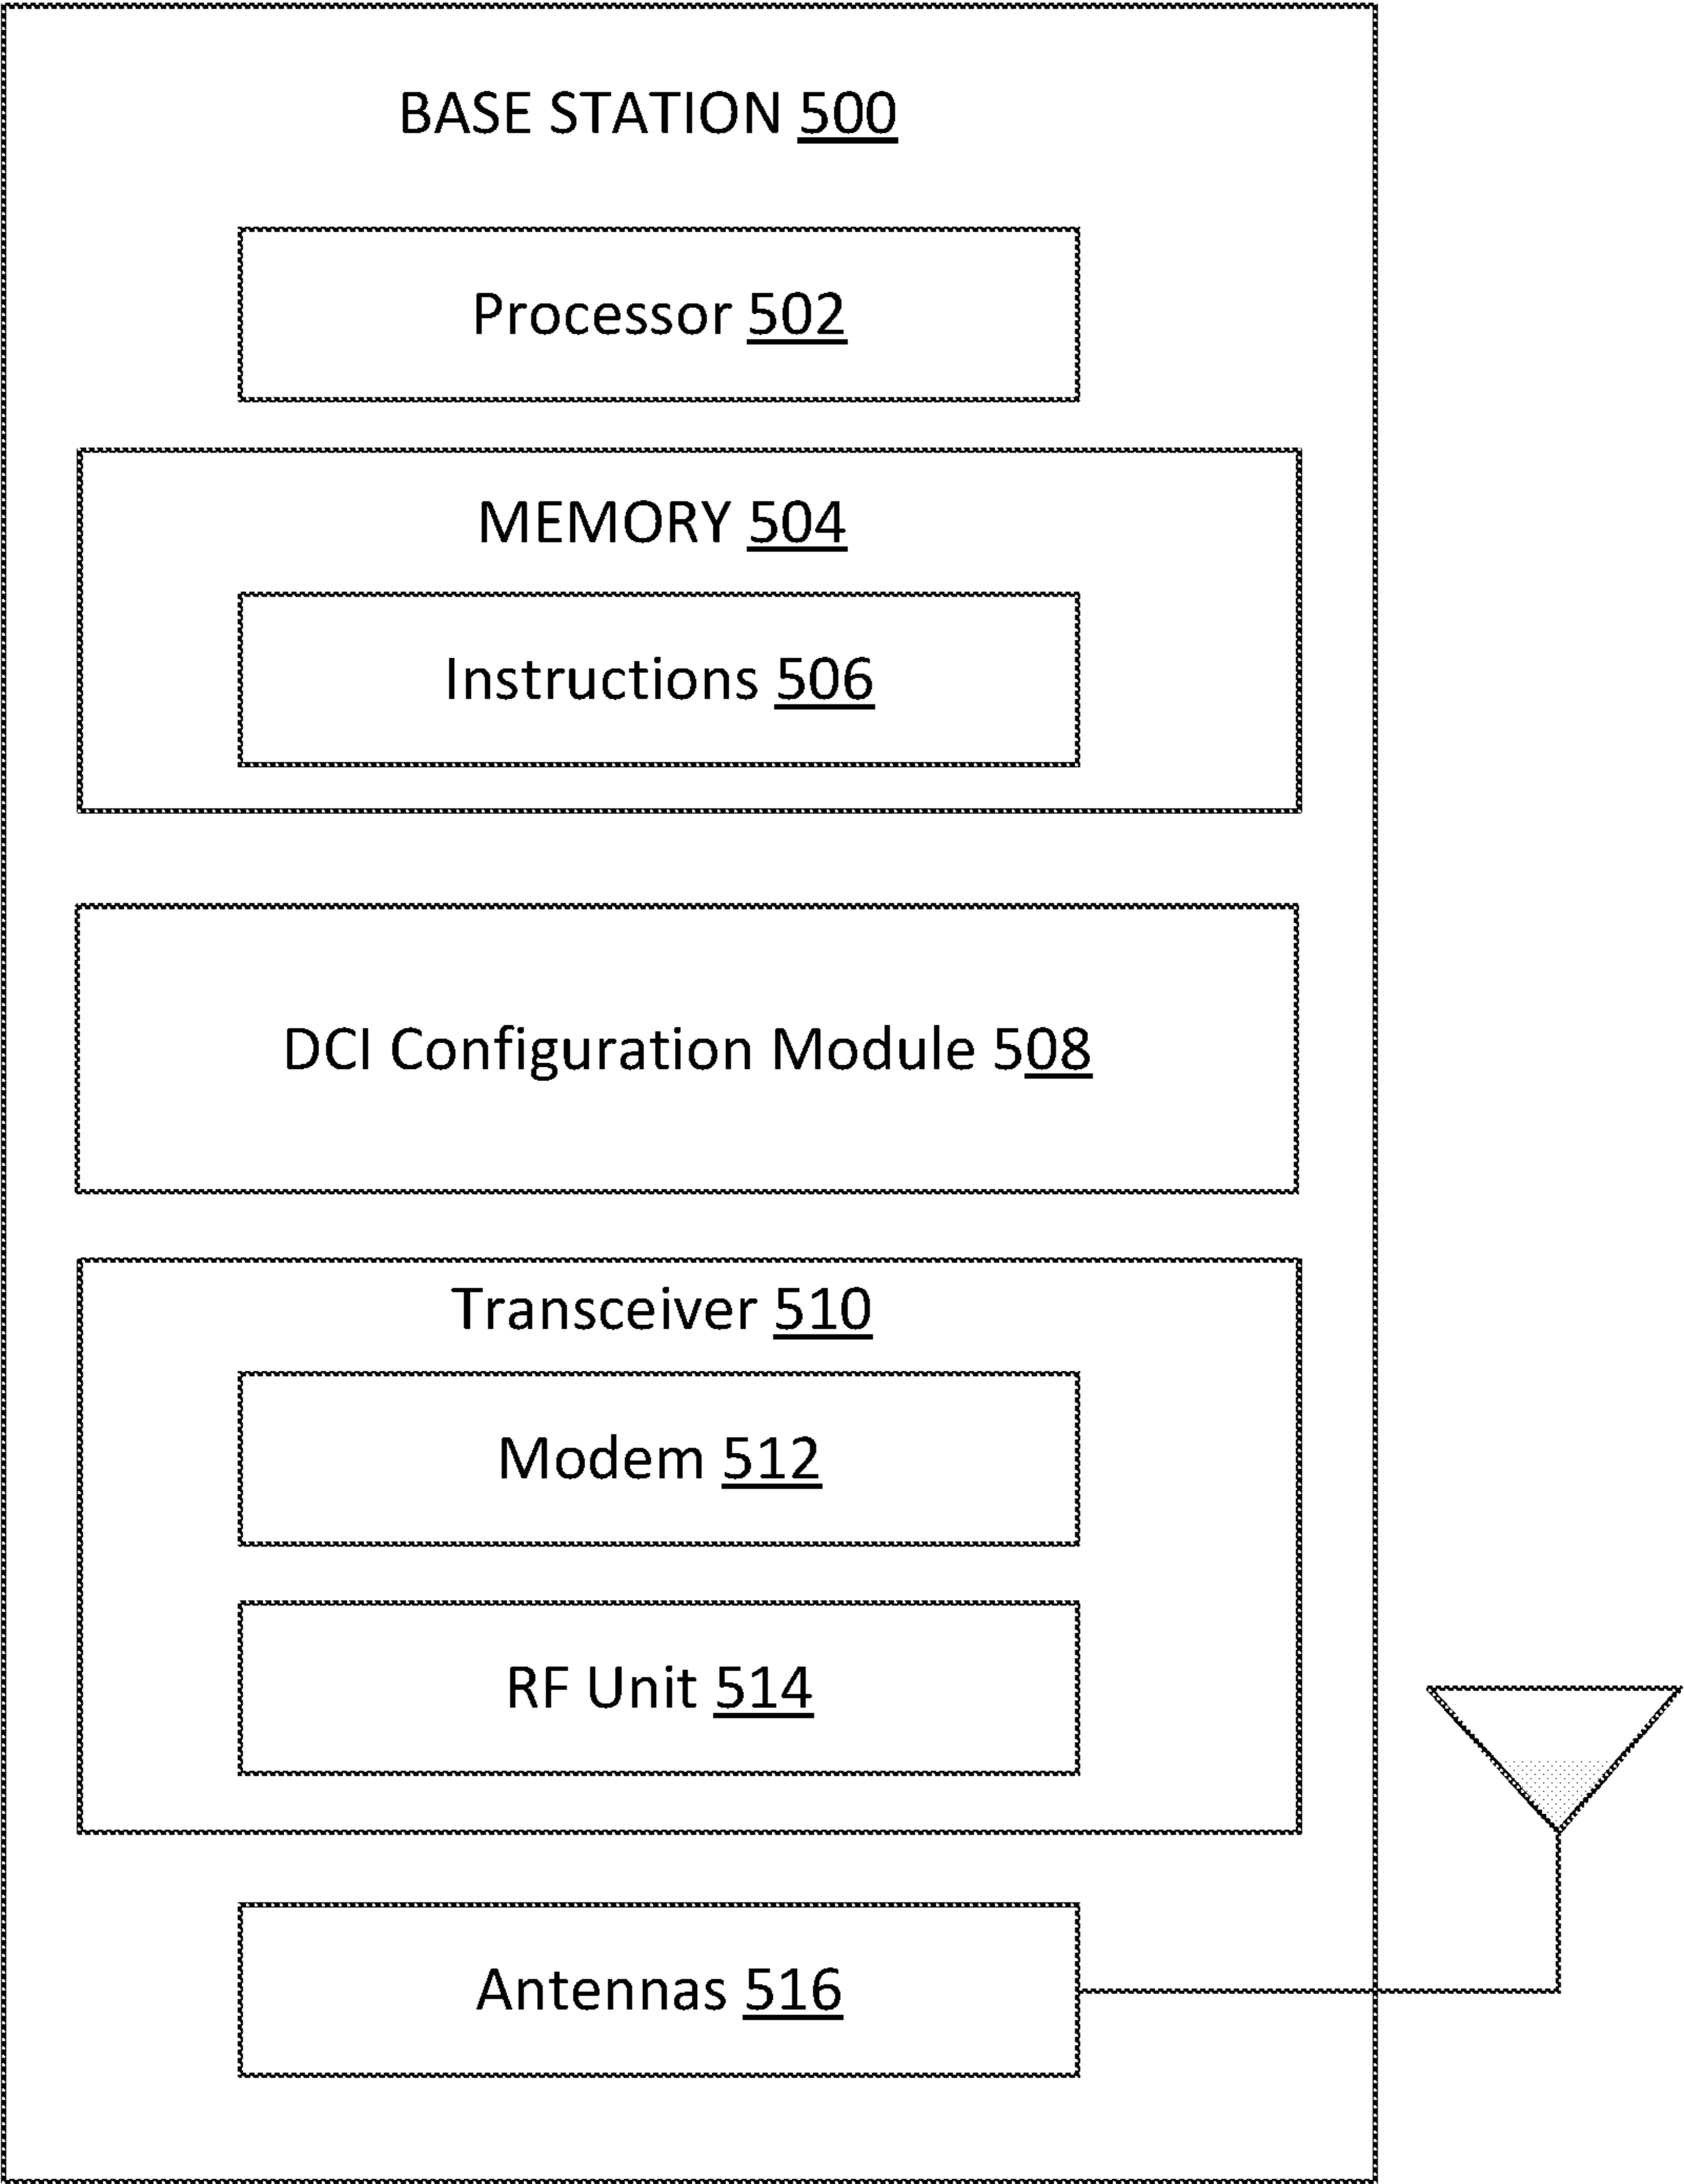 BASE STATION 500
Processor 502
MEMORY 504
Instructions 506
DCI Configuration Module 508
Transceiver 510
Modem 512
RF Unit 514
Antennas 516